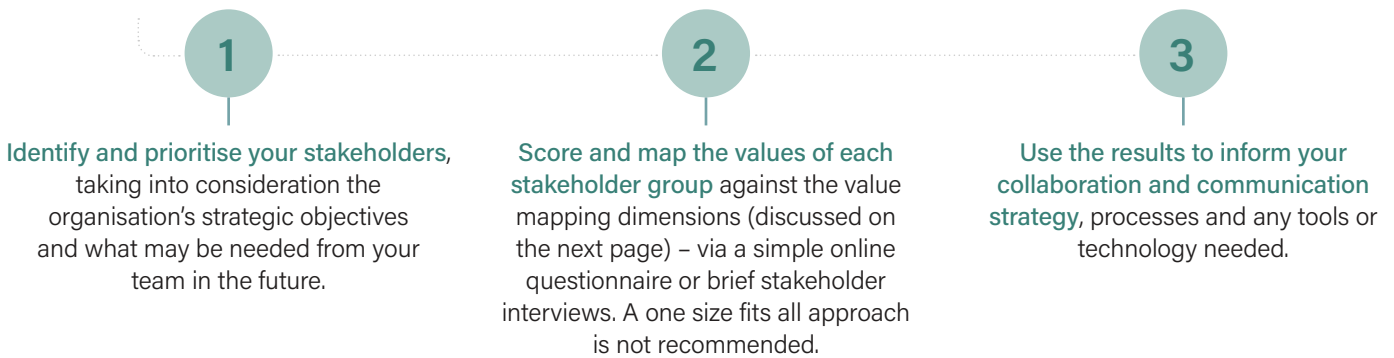 1
Identify and prioritise your stakeholders,
taking into consideration the
organisation's strategic objectives
and what may be needed from your
team in the future.
2
Score and map the values of each
stakeholder group against the value
mapping dimensions (discussed on
the next page) – via a simple online
questionnaire or brief stakeholder
interviews. A one size fits all approach
is not recommended.
3
Use the results to inform your
collaboration and communication
strategy, processes and any tools or
technology needed.